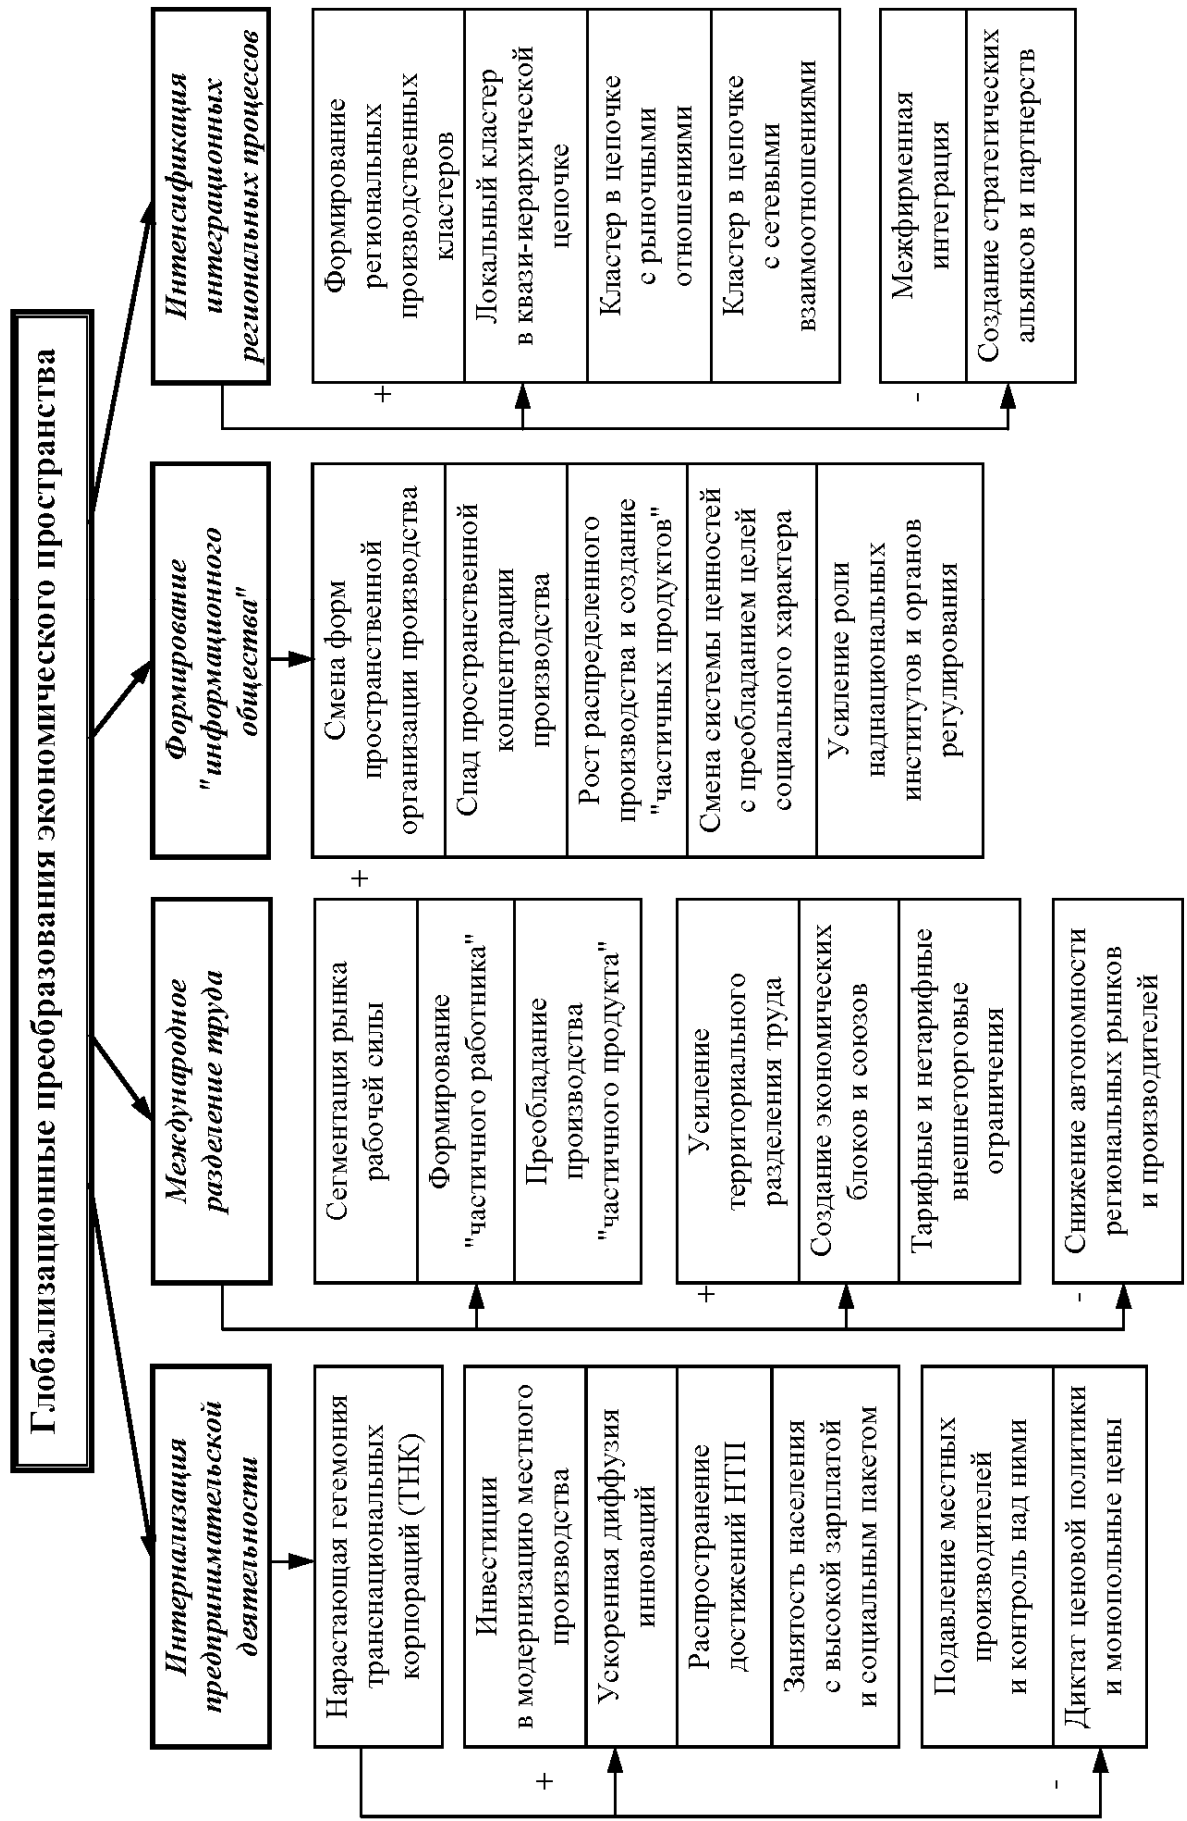 Глобализационные преобразования экономического пространства
Интернализация
предпринимательской
деятельности
Нарастающая гегемония
транснациональных
корпораций (ТНК)
+
Инвестиции
в модернизацию местного
производства
Ускоренная диффузия
инноваций
Распространение
достижений НТП
Занятость населения
с высокой зарплатой
и социальным пакетом
-
Подавление местных
производителей
и контроль над ними
Диктат ценовой политики
и монопольные цены
Международное
разделение труда
Сегментация рынка
рабочей силы
Формирование
"частичного работника"
Преобладание
производства
"частичного продукта"
+
Усиление
территориального
разделения труда
Создание экономических
блоков и союзов
Тарифные и нетарифные
внешнеторговые
ограничения
-
Снижение автономности
региональных рынков
и производителей
Формирование
"информационного
общества"
+
Смена форм
пространственной
организации производства
Спад пространственной
концентрации
производства
Рост распределенного
производства и создание
"частичных продуктов"
Смена системы ценностей
с преобладанием целей
социального характера
Усиление роли
наднациональных
институтов и органов
регулирования
Интенсификация
интеграционных
региональных процессов
+
Формирование
региональных
производственных
кластеров
Локальный кластер
в квази-иерархической
цепочке
Кластер в цепочке
с рыночными
отношениями
Кластер в цепочке
с сетевыми
взаимоотношениями
-
Межфирменная
интеграция
Создание стратегических
альянсов и партнерств